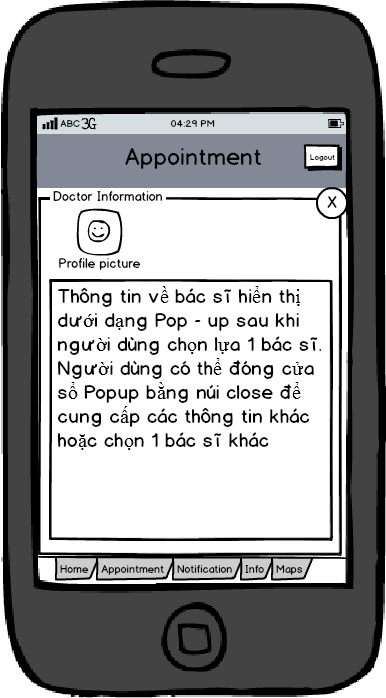 ABC 3G 04:29 PM
Appointment Logout
Doctor Information X
Profile picture
Thông tin về bác sĩ hiển thị
dưới dạng Pop - up sau khi
người dùng chọn lựa 1 bác sĩ.
Người dùng có thể đóng cửa
sổ Popup bằng núi close để
cung cấp các thông tin khác
hoặc chọn 1 bác sĩ khác
Home Appointment Notification Info Maps